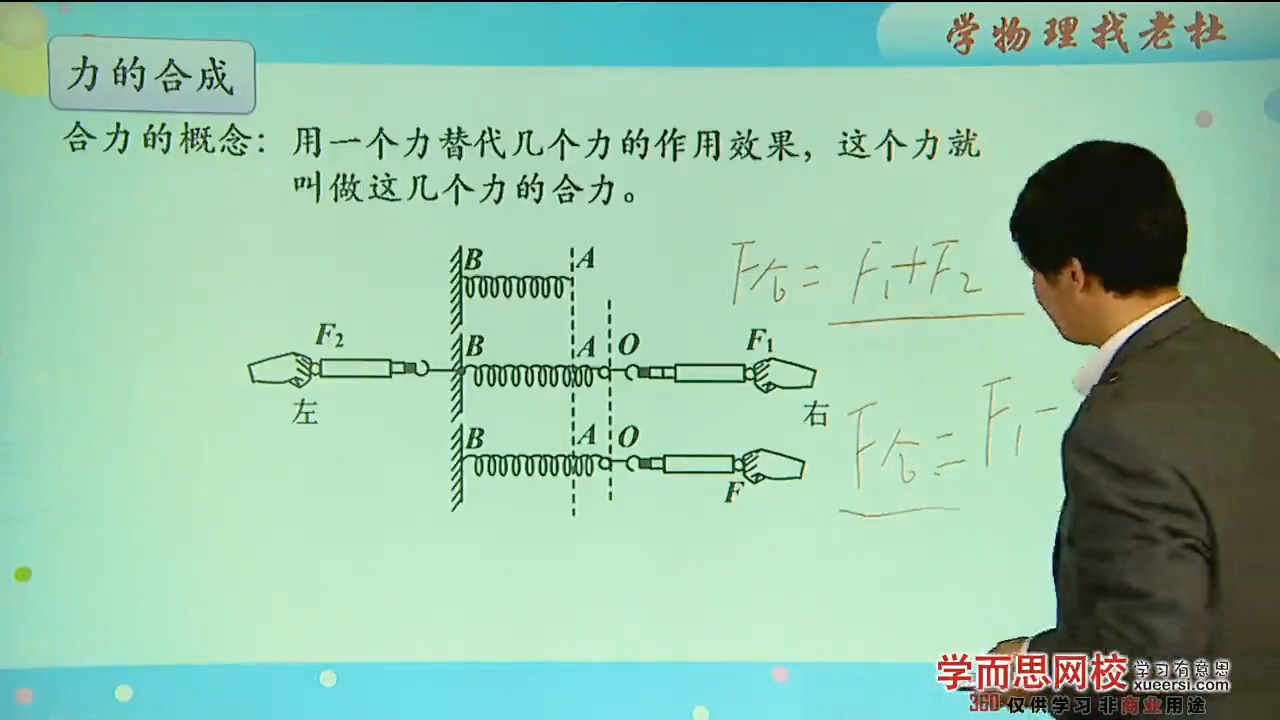 学物理找老杜
力的合成
合力的概念：用一个力替代几个力的作用效果，这个力就
叫做这几个力的合力。
B A
F合 = F₁+F₂
F₂ B A O F₁
左 右
F合 = F₁-
B A O
F
学而思网校 学习有意思
xueersi.com
360°仅供学习 非商业用途